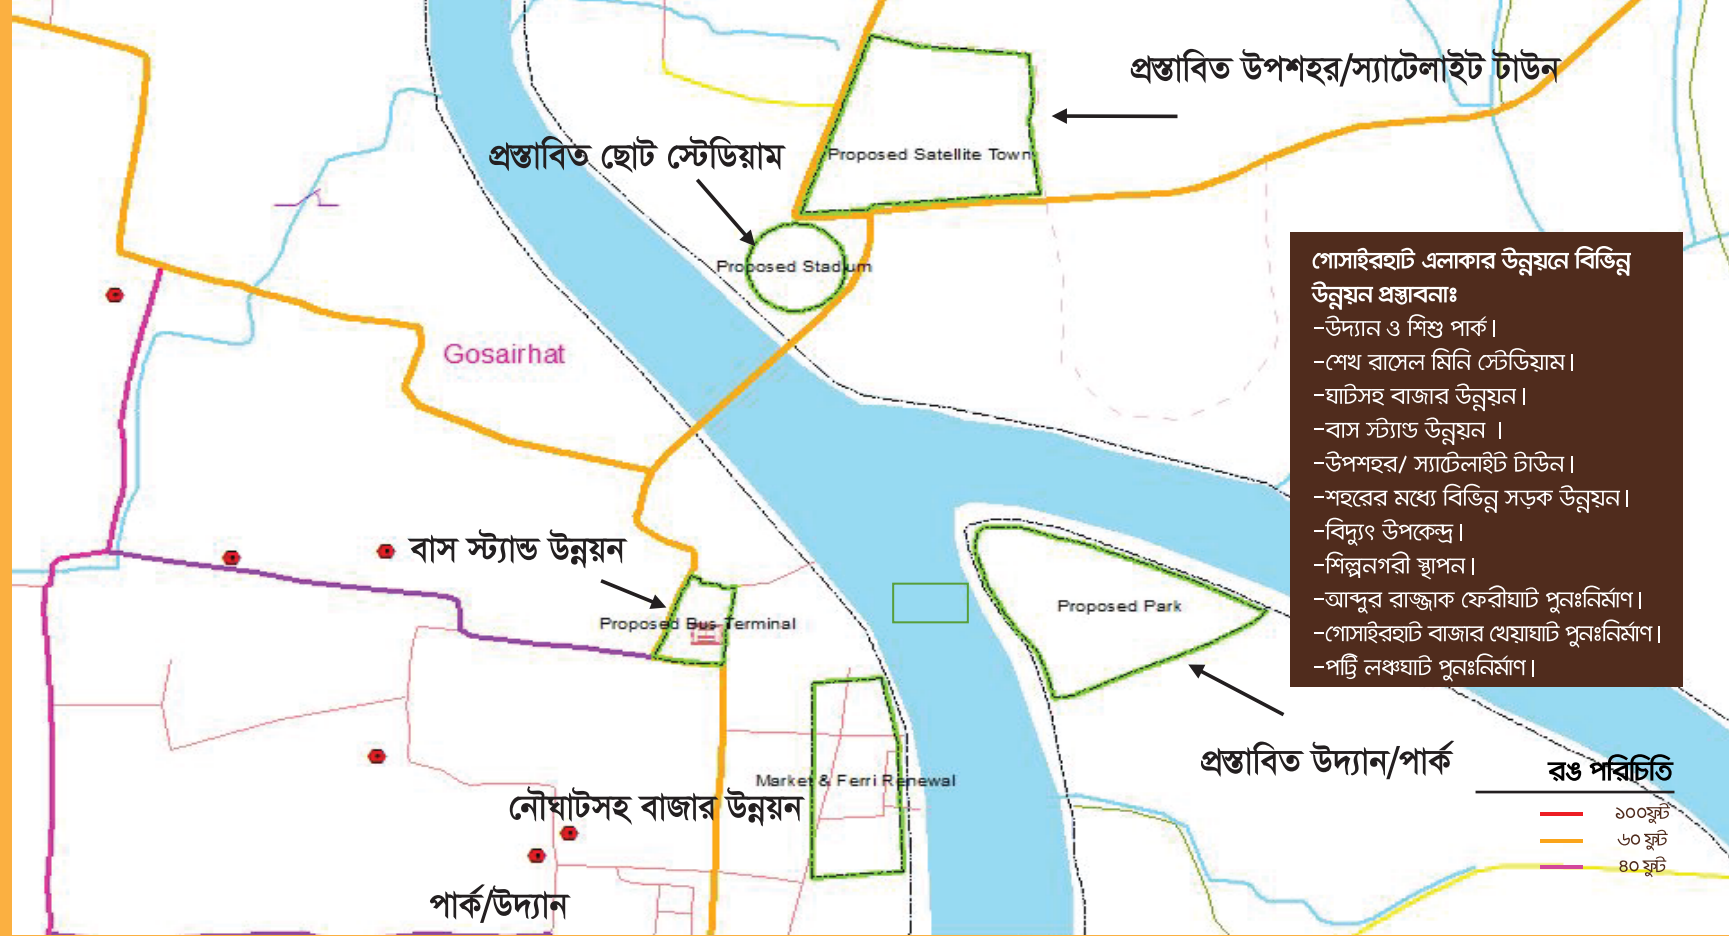 প্রস্তাবিত উপশহর/স্যাটেলাইট টাউন
প্রস্তাবিত ছোট স্টেডিয়াম
Proposed Satellite Town
Proposed Stadium
গোসাইরহাট এলাকার উন্নয়নে বিভিন্ন
উন্নয়ন প্রস্তাবনাঃ
-উদ্যান ও শিশু পার্ক।
-শেখ রাসেল মিনি স্টেডিয়াম।
-ঘাটসহ বাজার উন্নয়ন।
-বাস স্ট্যান্ড উন্নয়ন ।
-উপশহর/ স্যাটেলাইট টাউন।
-শহরের মধ্যে বিভিন্ন সড়ক উন্নয়ন।
-বিদ্যুৎ উপকেন্দ্র।
-শিল্পনগরী স্থাপন।
-আব্দুর রাজ্জাক ফেরীঘাট পুনঃনির্মাণ।
-গোসাইরহাট বাজার খেয়াঘাট পুনঃনির্মাণ।
-পট্টি লঞ্চঘাট পুনঃনির্মাণ।
Gosairhat
বাস স্ট্যান্ড উন্নয়ন
Proposed Bus Terminal
Proposed Park
প্রস্তাবিত উদ্যান/পার্ক
Market & Ferri Renewal
নৌঘাটসহ বাজার উন্নয়ন
পার্ক/উদ্যান
রঙ পরিচিতি
১০০ফুট
৬০ ফুট
৪০ ফুট